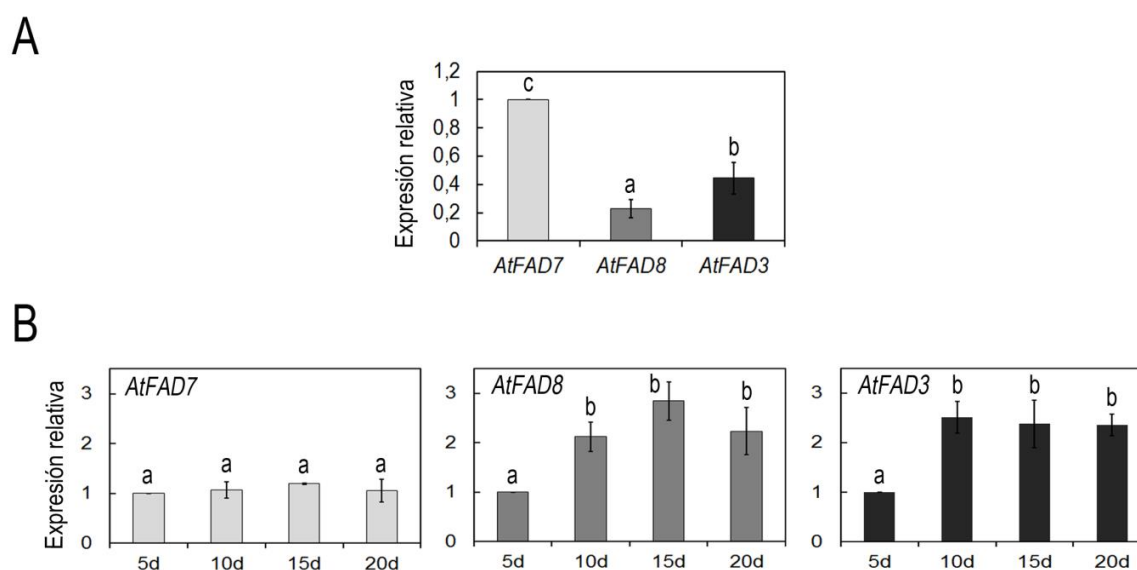 A
Expresión relativa
1,2
1
0,8
0,6
0,4
0,2
0
c
a
b
AtFAD7 AtFAD8 AtFAD3
B
Expresión relativa
3
2
1
0
AtFAD7
a a a a
5d 10d 15d 20d
3
2
1
0
AtFAD8
a b b b
5d 10d 15d 20d
3
2
1
0
AtFAD3
a b b b
5d 10d 15d 20d